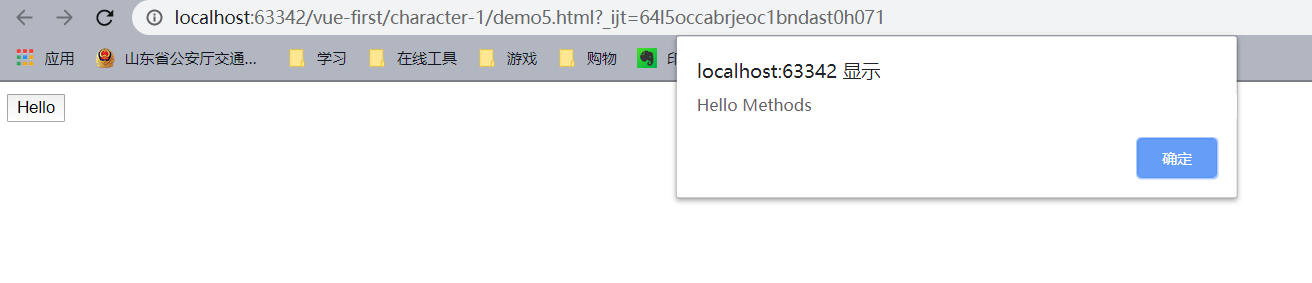 localhost:63342/vue-first/character-1/demo5.html?_ijt=64l5occabrjeoc1bndast0h071
应用 山东省公安厅交通... 学习 在线工具 游戏 购物 印
localhost:63342 显示
Hello Methods
Hello
确定